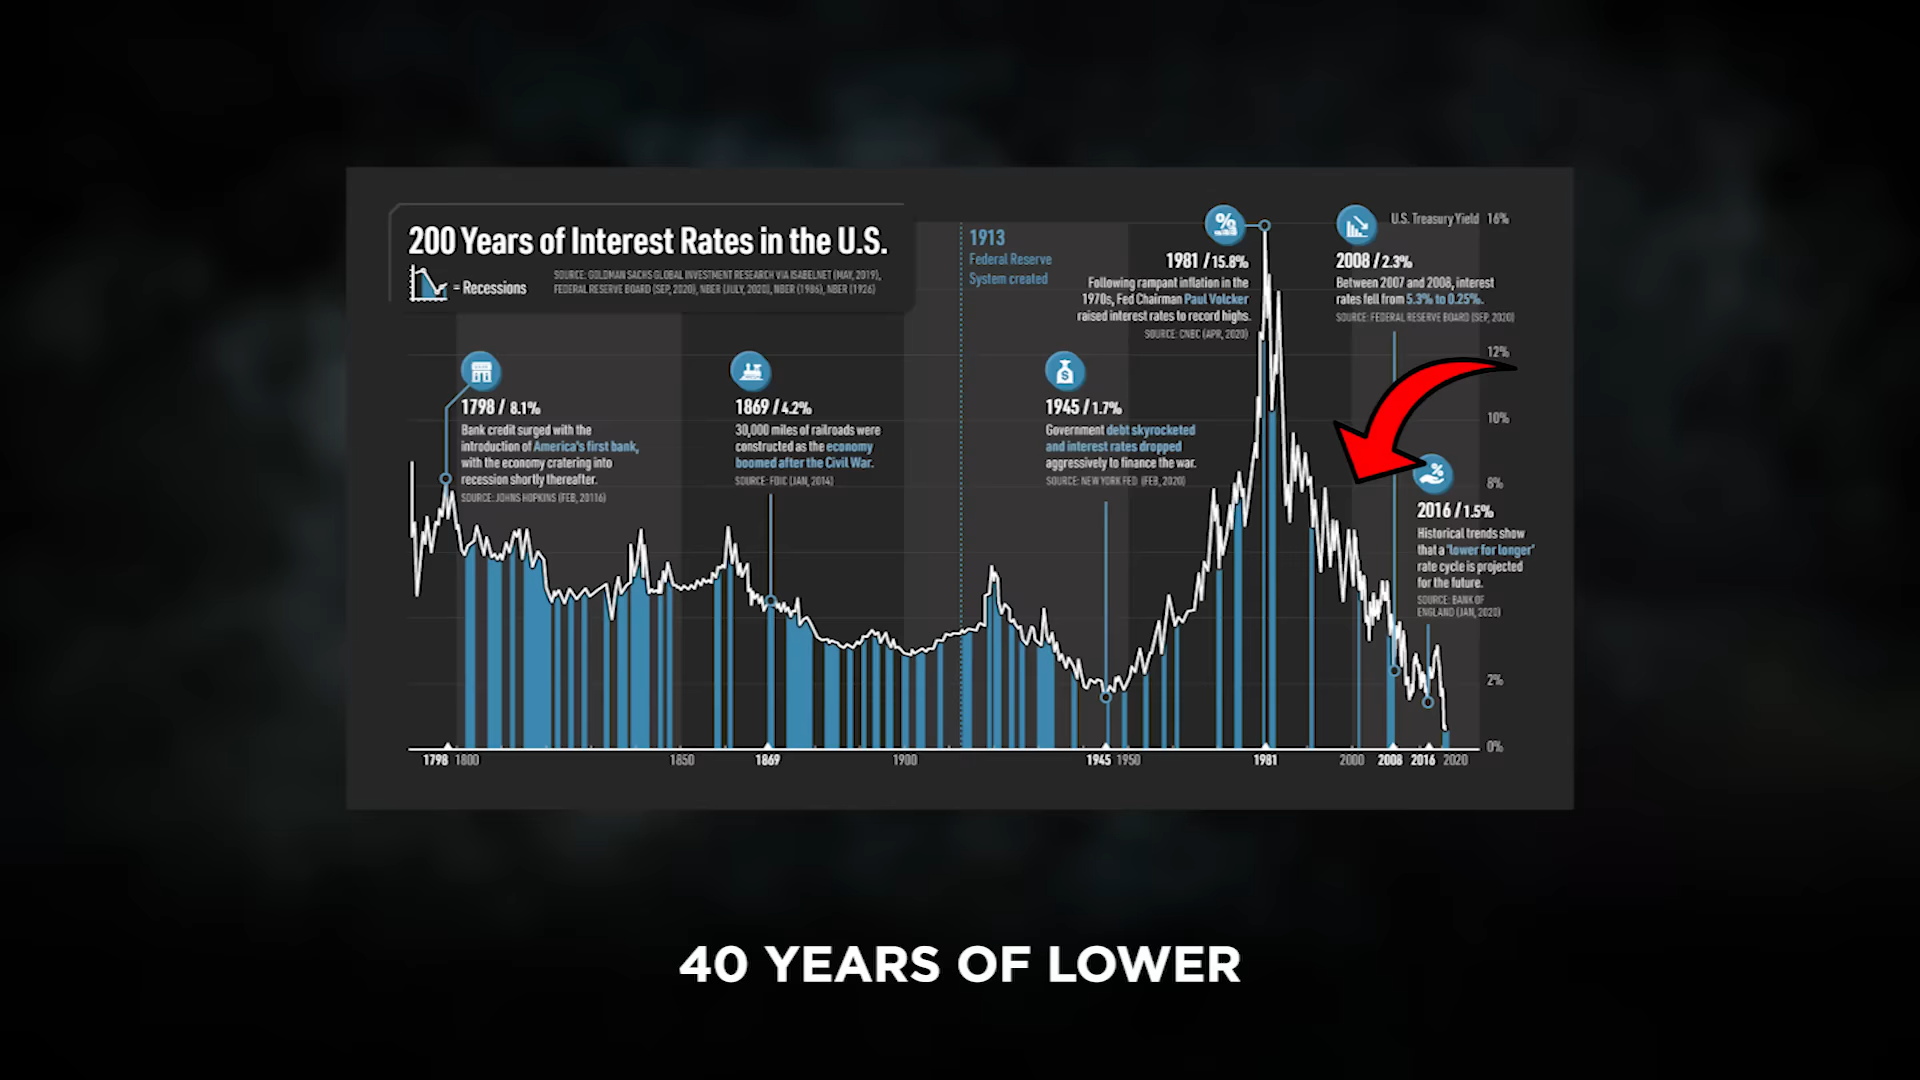 200 Years of Interest Rates in the U.S.
= Recessions
SOURCE: GOLDMAN SACHS GLOBAL INVESTMENT RESEARCH VIA ISABELNET (MAY, 2019),
FEDERAL RESERVE BOARD (SEP, 2020), NBER (JULY, 2020), NBER (1986), NBER (1926)
1913
Federal Reserve
System created
%
1981 / 15.8%
Following rampant inflation in the
1970s, Fed Chairman Paul Volcker
raised interest rates to record highs.
SOURCE: CNBC (APR, 2020)
U.S. Treasury Yield 16%
2008 / 2.3%
Between 2007 and 2008, interest
rates fell from 5.3% to 0.25%.
SOURCE: FEDERAL RESERVE BOARD (SEP, 2020)
12%
10%
8%
2%
0%
1798 / 8.1%
Bank credit surged with the
introduction of America's first bank,
with the economy cratering into
recession shortly thereafter.
SOURCE: JOHNS HOPKINS (FEB, 20116)
1869 / 4.2%
30,000 miles of railroads were
constructed as the economy
boomed after the Civil War.
SOURCE: FDIC (JAN, 2014)
$
1945 / 1.7%
Government debt skyrocketed
and interest rates dropped
aggressively to finance the war.
SOURCE: NEW YORK FED (FEB, 2020)
%
2016 / 1.5%
Historical trends show
that a 'lower for longer'
rate cycle is projected
for the future.
SOURCE: BANK OF
ENGLAND (JAN, 2020)
1798 1800 1850 1869 1900 1945 1950 1981 2000 2008 2016 2020
40 YEARS OF LOWER